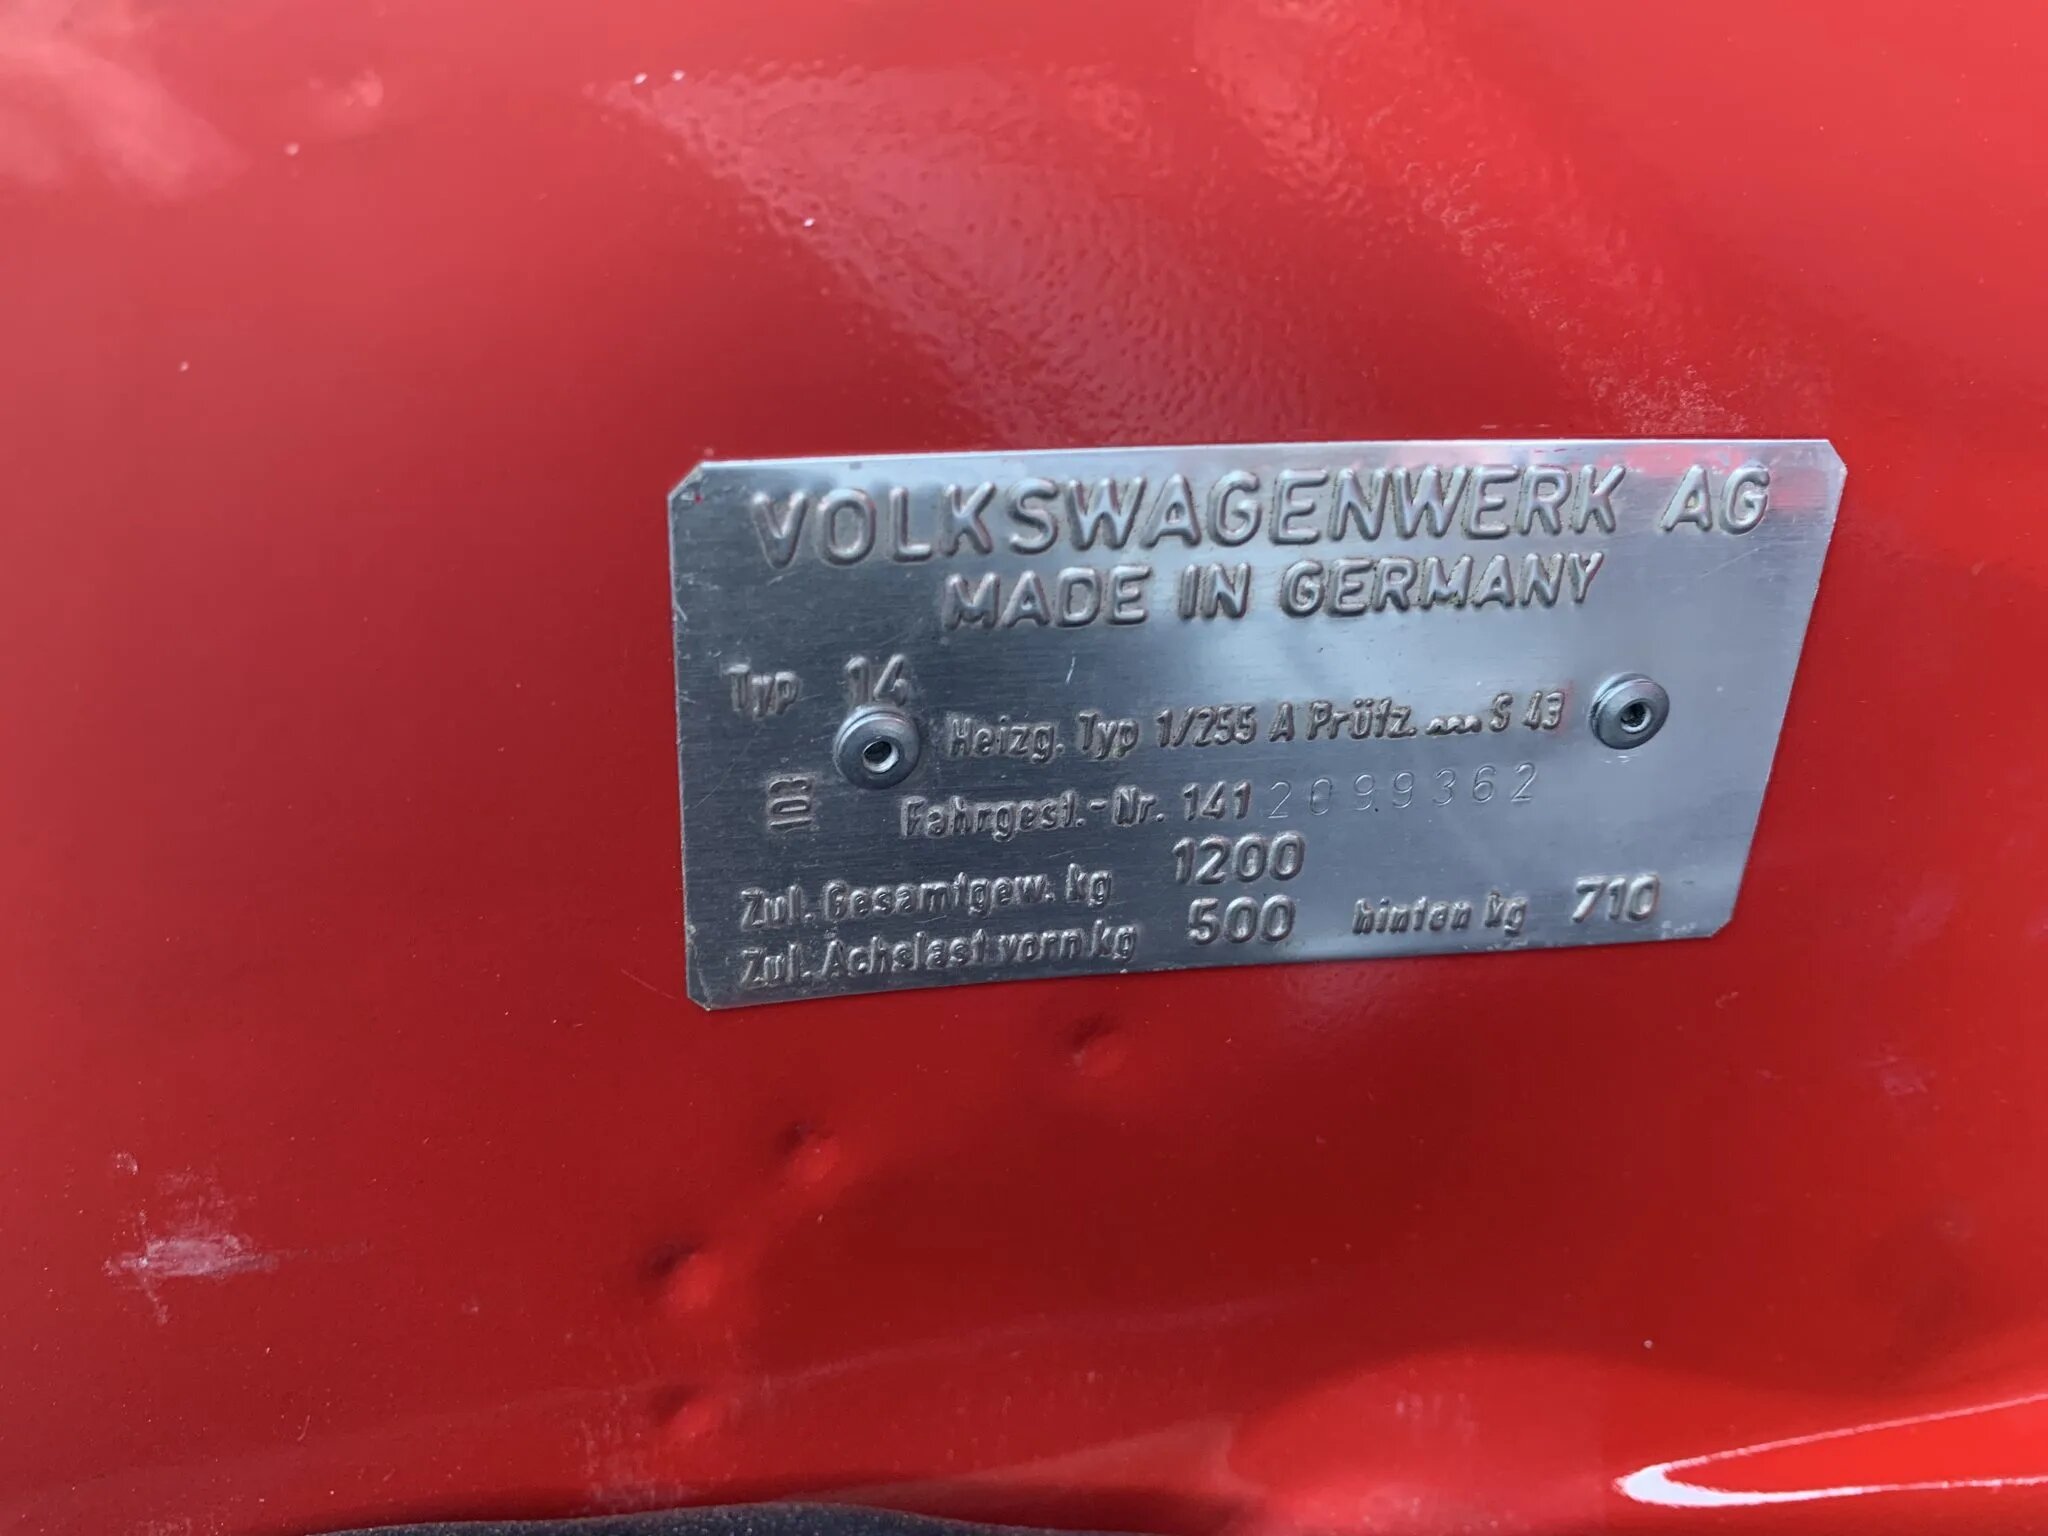 VOLKSWAGENWERK AG
MADE IN GERMANY
Typ 14
Heizg. Typ 1/255 A Prüfz. ~~~ S 43
103
Fahrgest.-Nr. 141 2099362
Zul. Gesamtgew. kg 1200
Zul. Achslast vorn kg 500 hinten kg 710